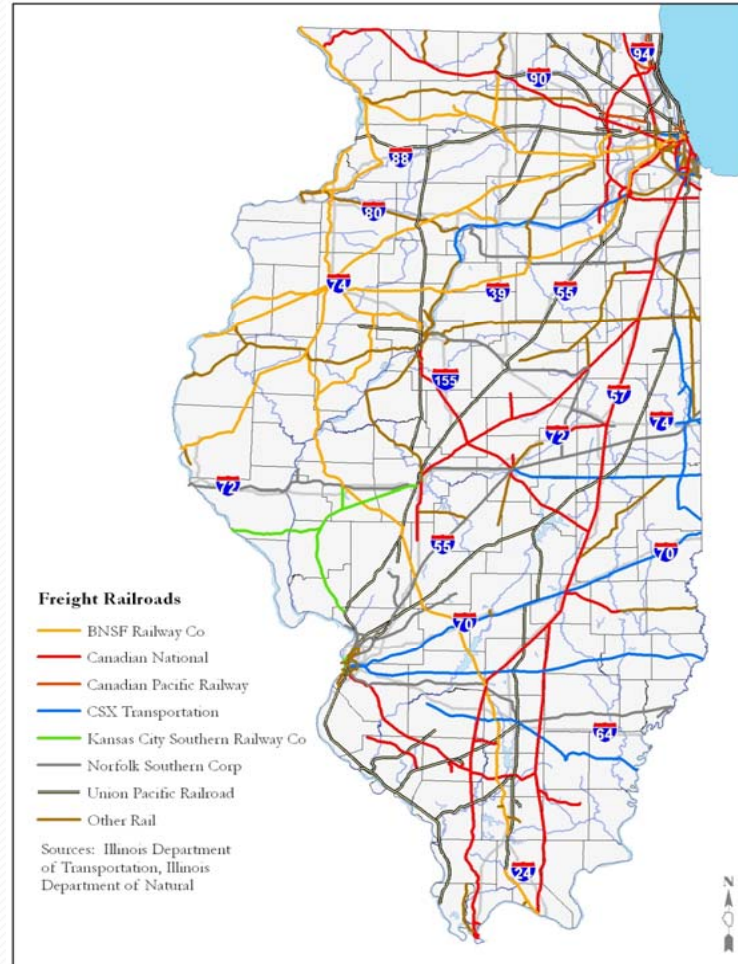 94
90
88
80
74
39
55
155
57
72
74
72
55
70
70
64
24
Freight Railroads
BNSF Railway Co
Canadian National
Canadian Pacific Railway
CSX Transportation
Kansas City Southern Railway Co
Norfolk Southern Corp
Union Pacific Railroad
Other Rail
Sources: Illinois Department
of Transportation, Illinois
Department of Natural
N